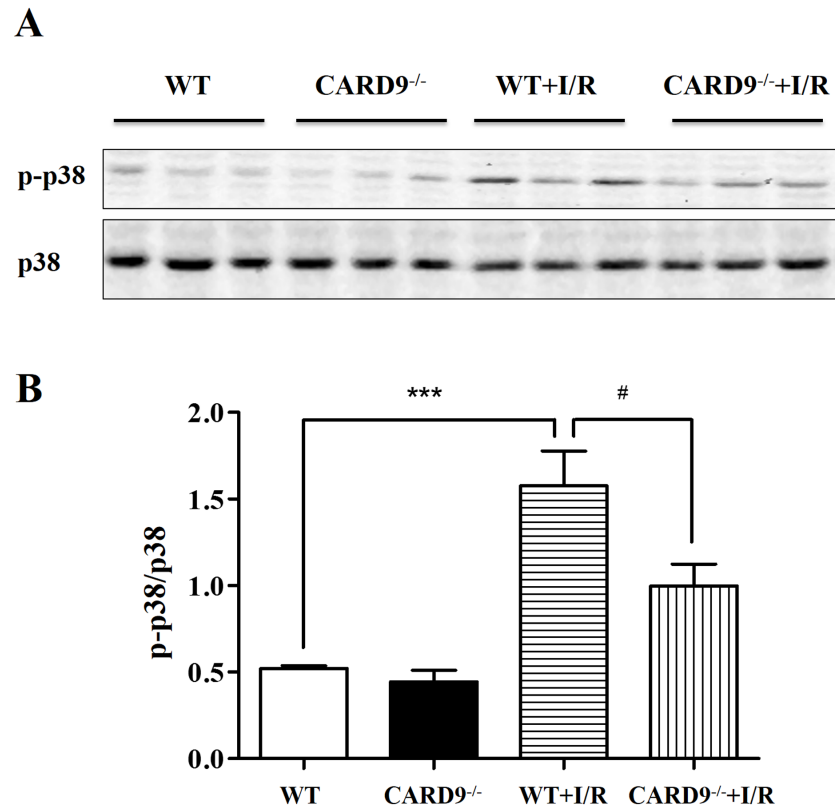 A
WT CARD9-/- WT+I/R CARD9-/-+I/R
p-p38
p38
B
*** #
2.0
1.5
1.0
0.5
0.0
p-p38/p38
WT CARD9-/- WT+I/R CARD9-/-+I/R